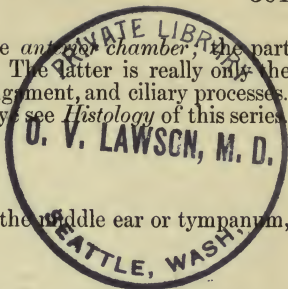 e anterior chamber; the part
The latter is really only the
gament, and ciliary processes.
ye see Histology of this series.
the middle ear or tympanum,
PRIVATE LIBRARY
O. V. LAWSON, M. D.
SEATTLE, WASH.